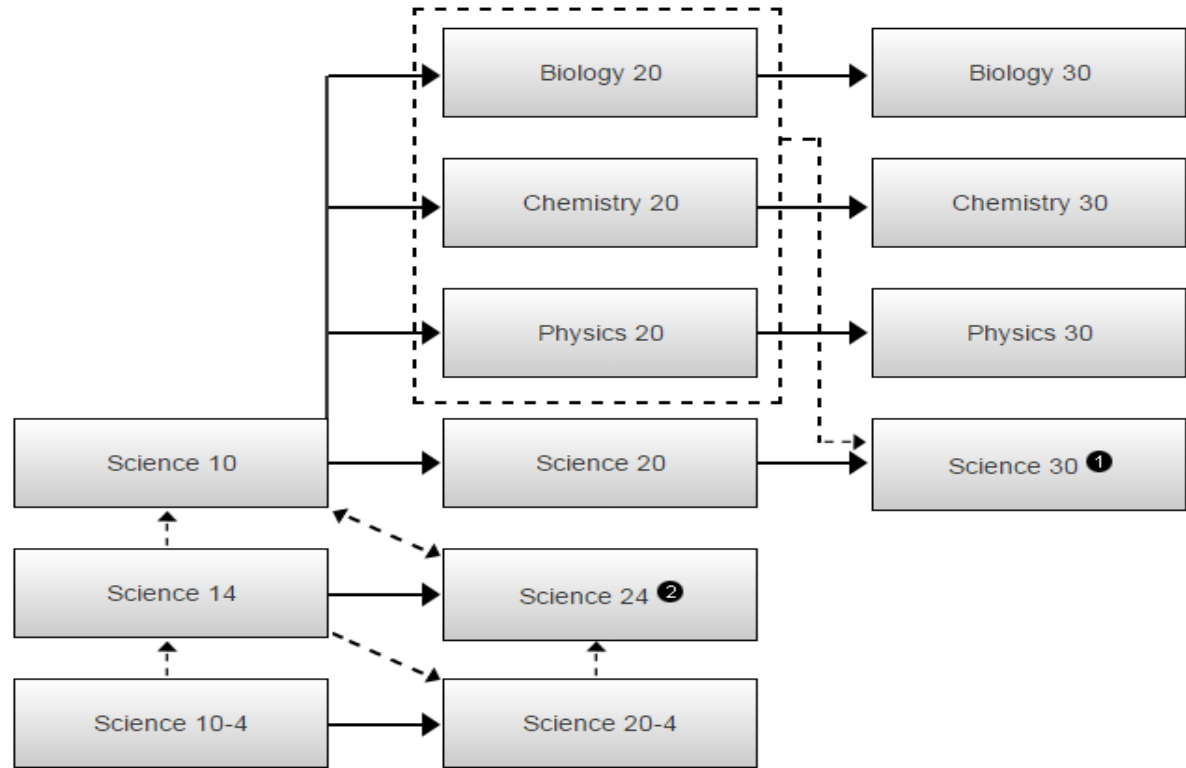 Biology 20
Biology 30
Chemistry 20
Chemistry 30
Physics 20
Physics 30
Science 10
Science 20
Science 30 ❶
Science 14
Science 24 ❷
Science 10-4
Science 20-4